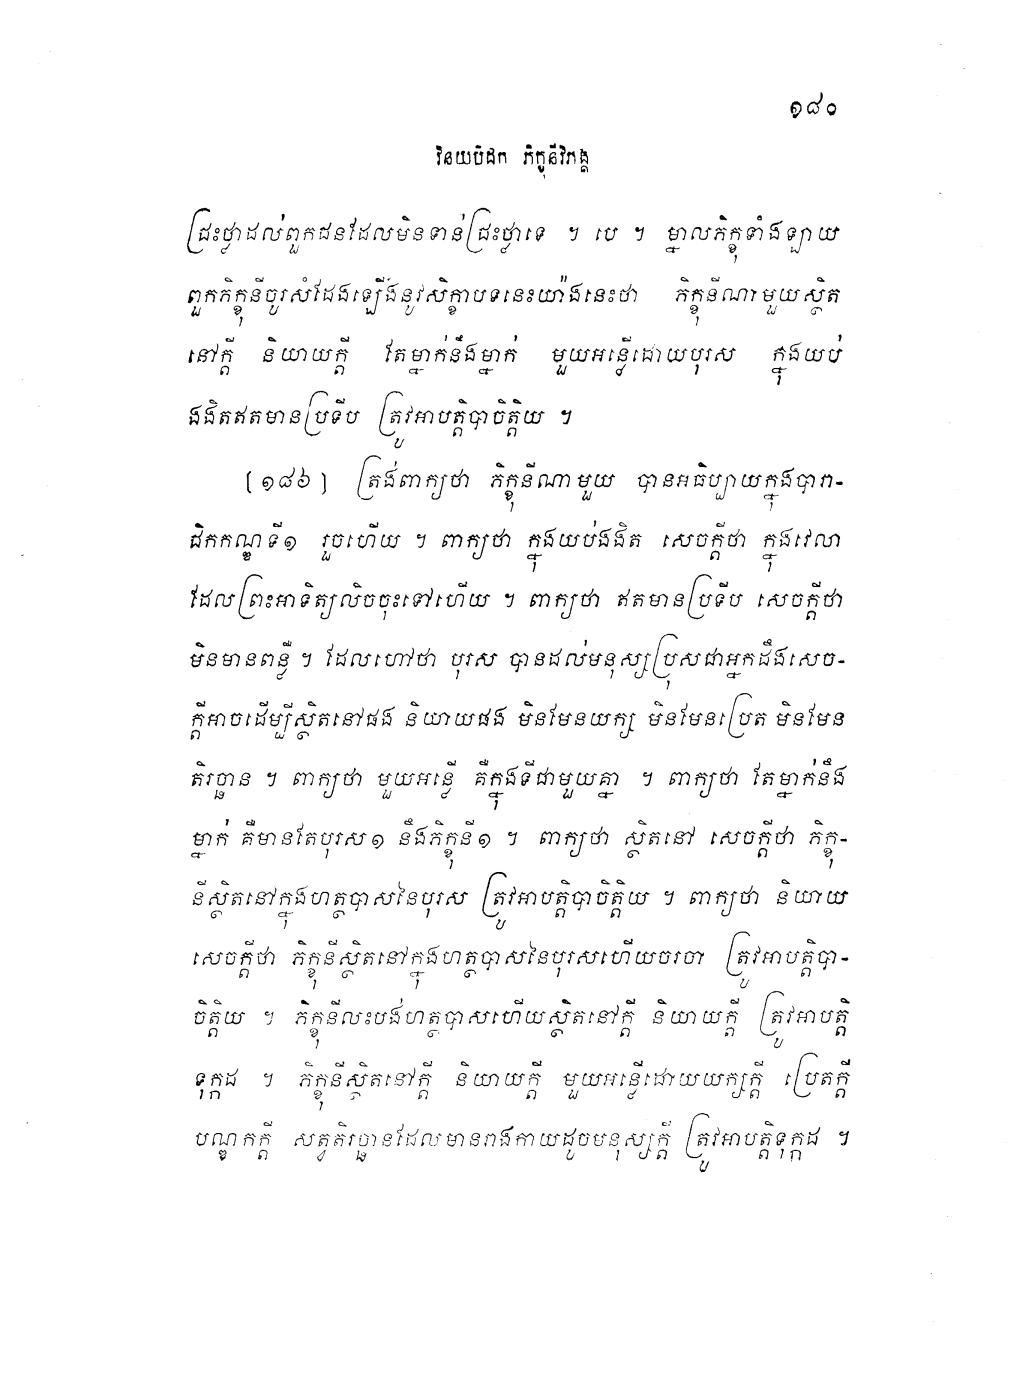 ១៨០
វិនយបិដក ភិក្ខុនីវិភង្គ
ជ្រះថ្លាដល់ពួកជនដែលមិនទាន់ជ្រះថ្លាទេ ។ បេ ។ ម្នាលភិក្ខុទាំងឡាយ
ពួកភិក្ខុនីចូរសំដែងឡើងនូវសិក្ខាបទនេះយ៉ាងនេះថា ភិក្ខុនីណាមួយស្ថិត
នៅក្តី និយាយក្តី តែម្នាក់នឹងម្នាក់ មួយអន្លើដោយបុរស ក្នុងយប់
ងងិតឥតមានប្រទីប ត្រូវអាបត្តិបាចិត្តិយ ។
[១៨៦] ត្រង់ពាក្យថា ភិក្ខុនីណាមួយ បានអធិប្បាយក្នុងបារា-
ជិកកណ្ឌទី១ រួចហើយ ។ ពាក្យថា ក្នុងយប់ងងិត សេចក្តីថា ក្នុងវេលា
ដែលព្រះអាទិត្យលិចចុះទៅហើយ ។ ពាក្យថា ឥតមានប្រទីប សេចក្តីថា
មិនមានពន្លឺ ។ ដែលហៅថា បុរស បានដល់មនុស្សប្រុសជាអ្នកដឹងសេច-
ក្តីអាចដើម្បីស្ថិតនៅផង និយាយផង មិនមែនយក្ស មិនមែនប្រេត មិនមែន
តិរច្ឆាន ។ ពាក្យថា មួយអន្លើ គឺក្នុងទីជាមួយគ្នា ។ ពាក្យថា តែម្នាក់នឹង
ម្នាក់ គឺមានតែបុរស១ នឹងភិក្ខុនី១ ។ ពាក្យថា ស្ថិតនៅ សេចក្តីថា ភិក្ខុ-
នីស្ថិតនៅក្នុងហត្ថបាសនៃបុរស ត្រូវអាបត្តិបាចិត្តិយ ។ ពាក្យថា និយាយ
សេចក្តីថា ភិក្ខុនីស្ថិតនៅក្នុងហត្ថបាសនៃបុរសហើយចរចា ត្រូវអាបត្តិបា-
ចិត្តិយ ។ ភិក្ខុនីលះបង់ហត្ថបាសហើយស្ថិតនៅក្តី និយាយក្តី ត្រូវអាបត្តិ
ទុក្កដ ។ ភិក្ខុនីស្ថិតនៅក្តី និយាយក្តី មួយអន្លើដោយយក្សក្តី ប្រេតក្តី
បណ្ឌកក្តី សត្វតិរច្ឆានដែលមានរាងកាយដូចមនុស្សក្តី ត្រូវអាបត្តិទុក្កដ ។